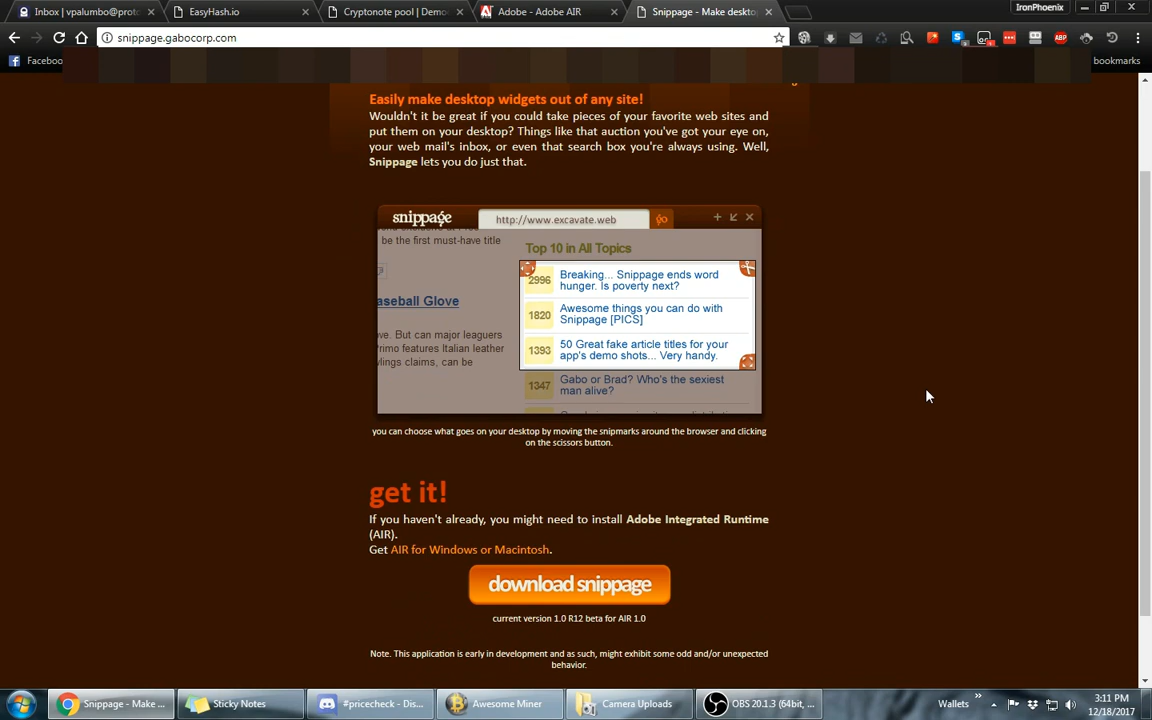 Inbox | vpalumbo@proto
EasyHash.io
Cryptonote pool | Demo
Adobe - Adobe AIR
Snippage - Make deskto
IronPhoenix
snippage.gabocorp.com
ABP
Faceboo
bookmarks
Easily make desktop widgets out of any site!
Wouldn't it be great if you could take pieces of your favorite web sites and
put them on your desktop? Things like that auction you've got your eye on,
your web mail's inbox, or even that search box you're always using. Well,
Snippage lets you do just that.
snippage
http://www.excavate.web
go
be the first must-have title
Top 10 in All Topics
2996
Breaking... Snippage ends word
hunger. Is poverty next?
aseball Glove
1820
Awesome things you can do with
Snippage [PICS]
ve. But can major leaguers
Primo features Italian leather
wlings claims, can be
1393
50 Great fake article titles for your
app's demo shots... Very handy.
1347
Gabo or Brad? Who's the sexiest
man alive?
you can choose what goes on your desktop by moving the snipmarks around the browser and clicking
on the scissors button.
get it!
If you haven't already, you might need to install Adobe Integrated Runtime
(AIR).
Get AIR for Windows or Macintosh.
download snippage
current version 1.0 R12 beta for AIR 1.0
Note. This application is early in development and as such, might exhibit some odd and/or unexpected
behavior.
Snippage - Make ...
Sticky Notes
#pricecheck - Dis...
Awesome Miner
Camera Uploads
OBS 20.1.3 (64bit, ...
Wallets
3:11 PM
12/18/2017